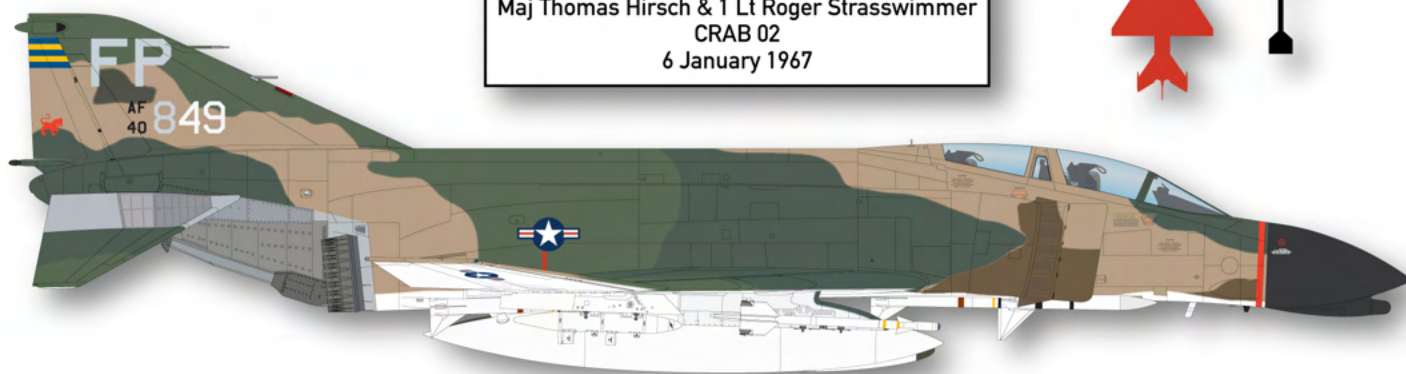 Maj Thomas Hirsch & 1 Lt Roger Strasswimmer
CRAB 02
6 January 1967
FP
AF
40 849